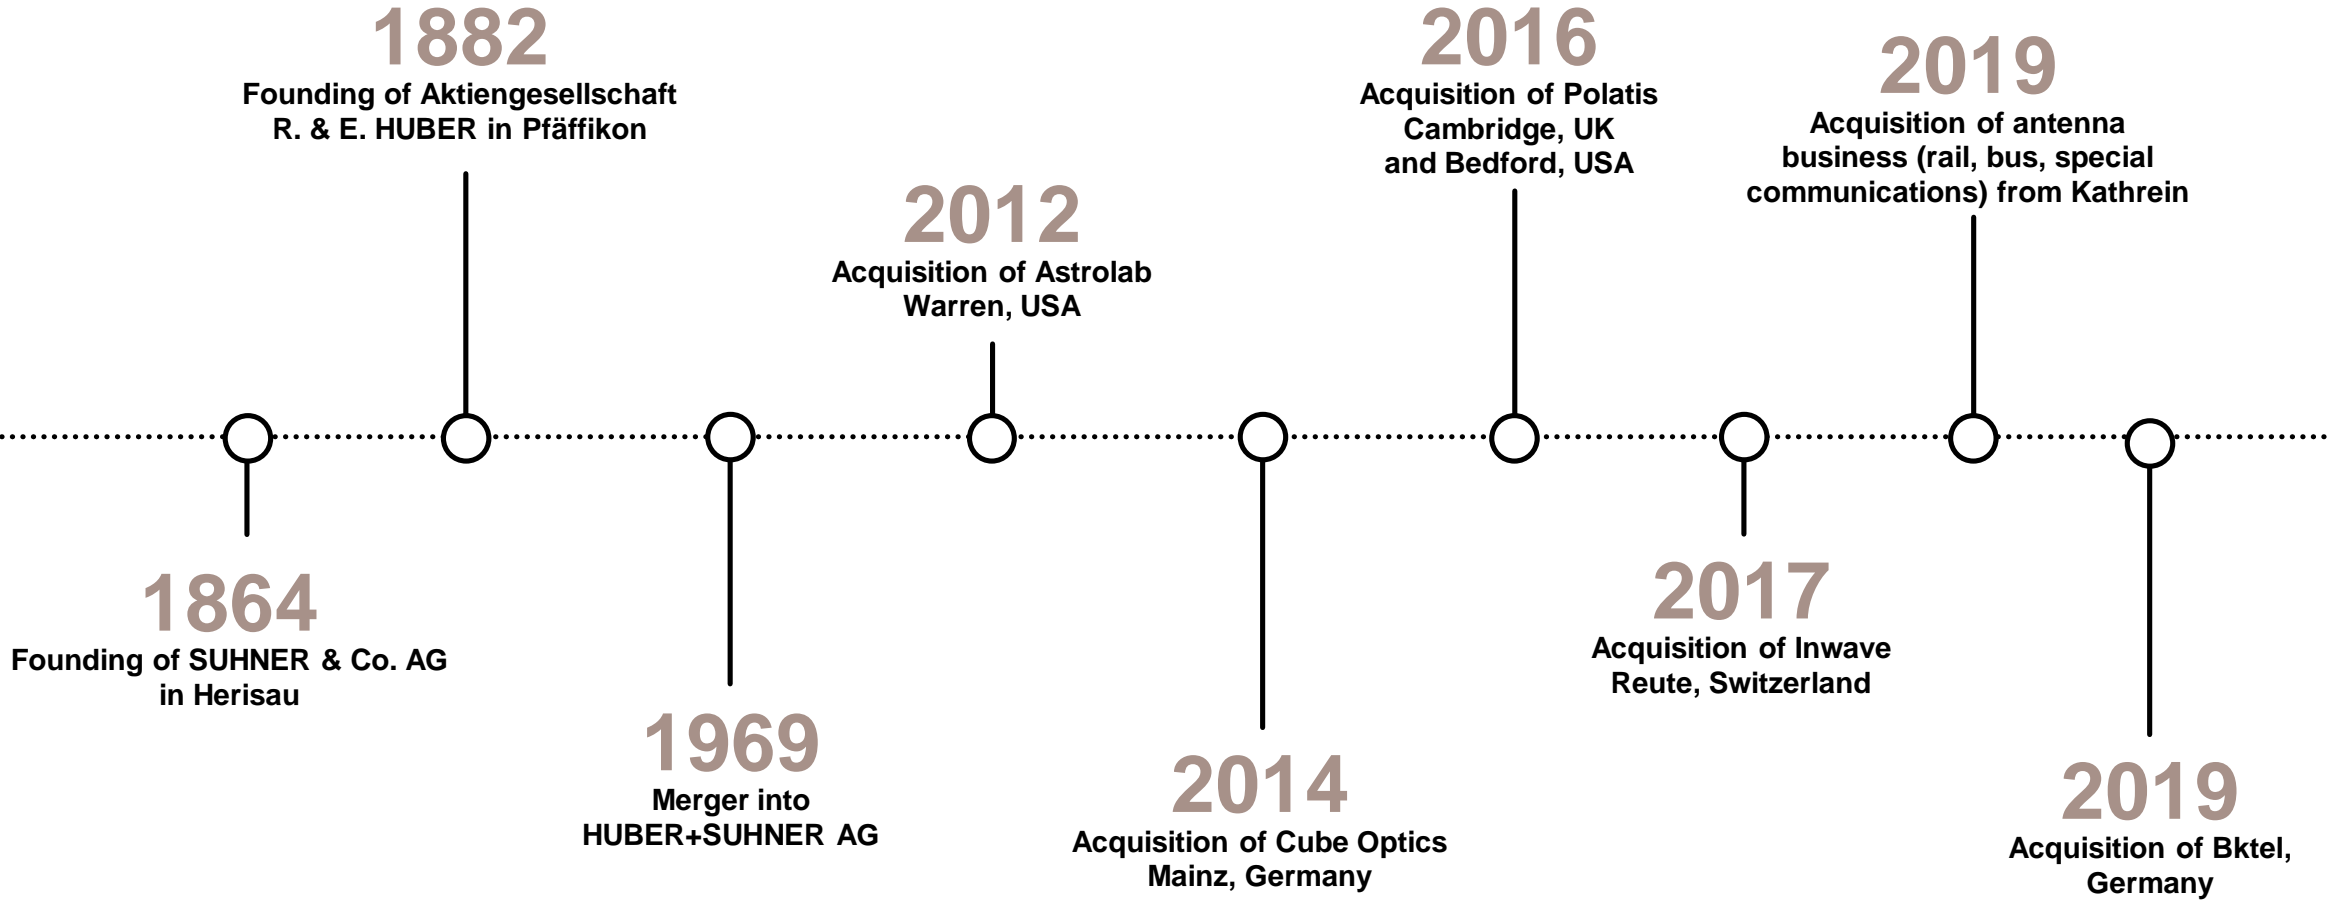 1864
Founding of SUHNER & Co. AG
in Herisau
1882
Founding of Aktiengesellschaft
R. & E. HUBER in Pfäffikon
1969
Merger into
HUBER+SUHNER AG
2012
Acquisition of Astrolab
Warren, USA
2014
Acquisition of Cube Optics
Mainz, Germany
2016
Acquisition of Polatis
Cambridge, UK
and Bedford, USA
2017
Acquisition of Inwave
Reute, Switzerland
2019
Acquisition of antenna
business (rail, bus, special
communications) from Kathrein
2019
Acquisition of Bktel,
Germany